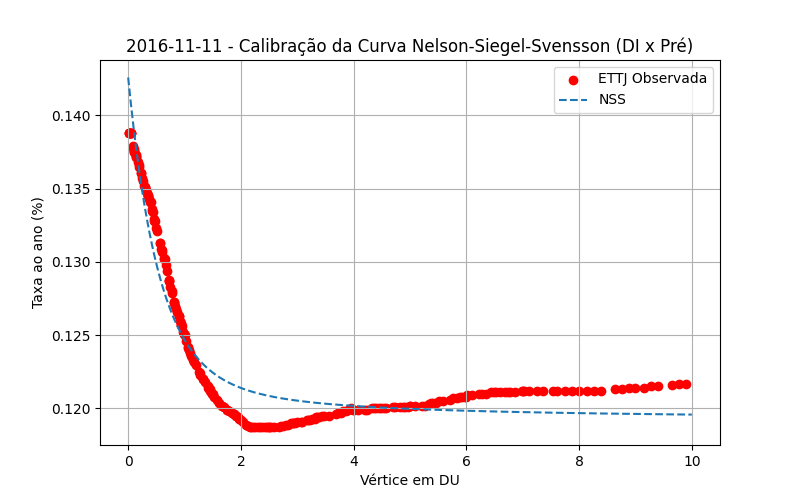 2016-11-11 - Calibração da Curva Nelson-Siegel-Svensson (DI x Pré)
ETTJ Observada
NSS
Taxa ao ano (%)
0.140
0.135
0.130
0.125
0.120
0 2 4 6 8 10
Vértice em DU